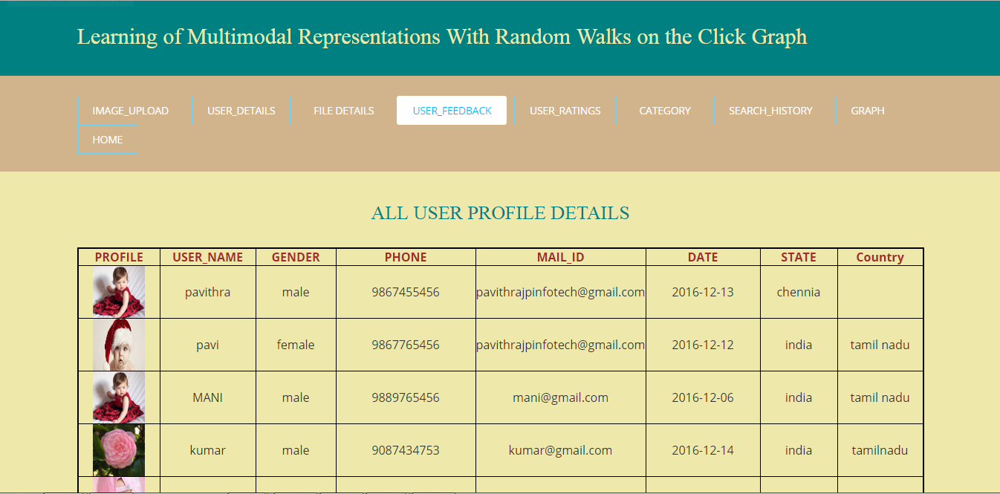 Learning of Multimodal Representations With Random Walks on the Click Graph
IMAGE_UPLOAD USER_DETAILS FILE DETAILS USER_FEEDBACK USER_RATINGS CATEGORY SEARCH_HISTORY GRAPH
HOME
ALL USER PROFILE DETAILS
PROFILE USER_NAME GENDER PHONE MAIL_ID DATE STATE Country
pavithra male 9867455456 pavithrajpinfotech@gmail.com 2016-12-13 chennia
pavi female 9867765456 pavithrajpinfotech@gmail.com 2016-12-12 india tamil nadu
MANI male 9889765456 mani@gmail.com 2016-12-06 india tamil nadu
kumar male 9087434753 kumar@gmail.com 2016-12-14 india tamilnadu